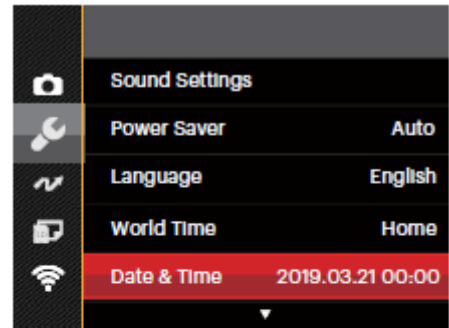 Sound Settings
Power Saver Auto
Language English
World Time Home
Date & Time 2019.03.21 00:00